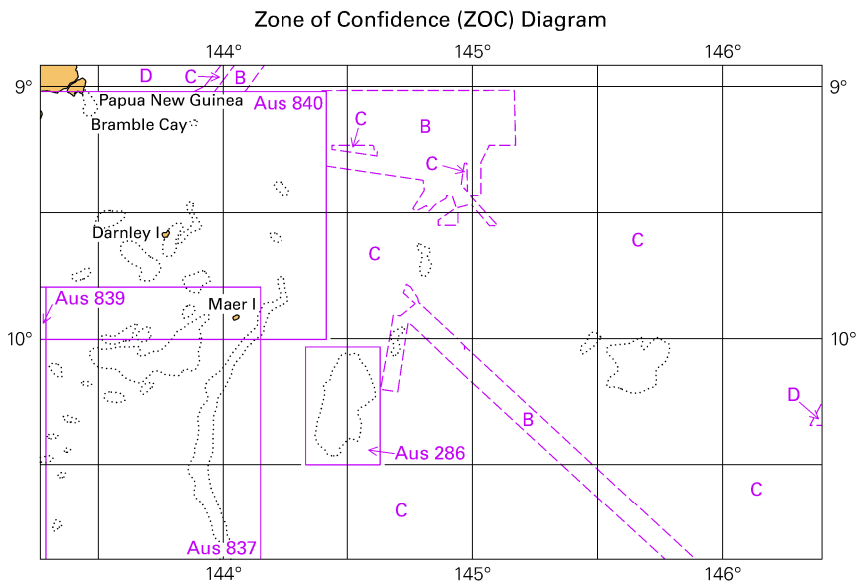 Zone of Confidence (ZOC) Diagram
144° 145° 146°
D C B
9° 9°
Papua New Guinea
Aus 840
Bramble Cay
C
B
C
Darnley I
C
C
Aus 839
Maer I
10° 10°
D
B
Aus 286
C
C
Aus 837
144° 145° 146°